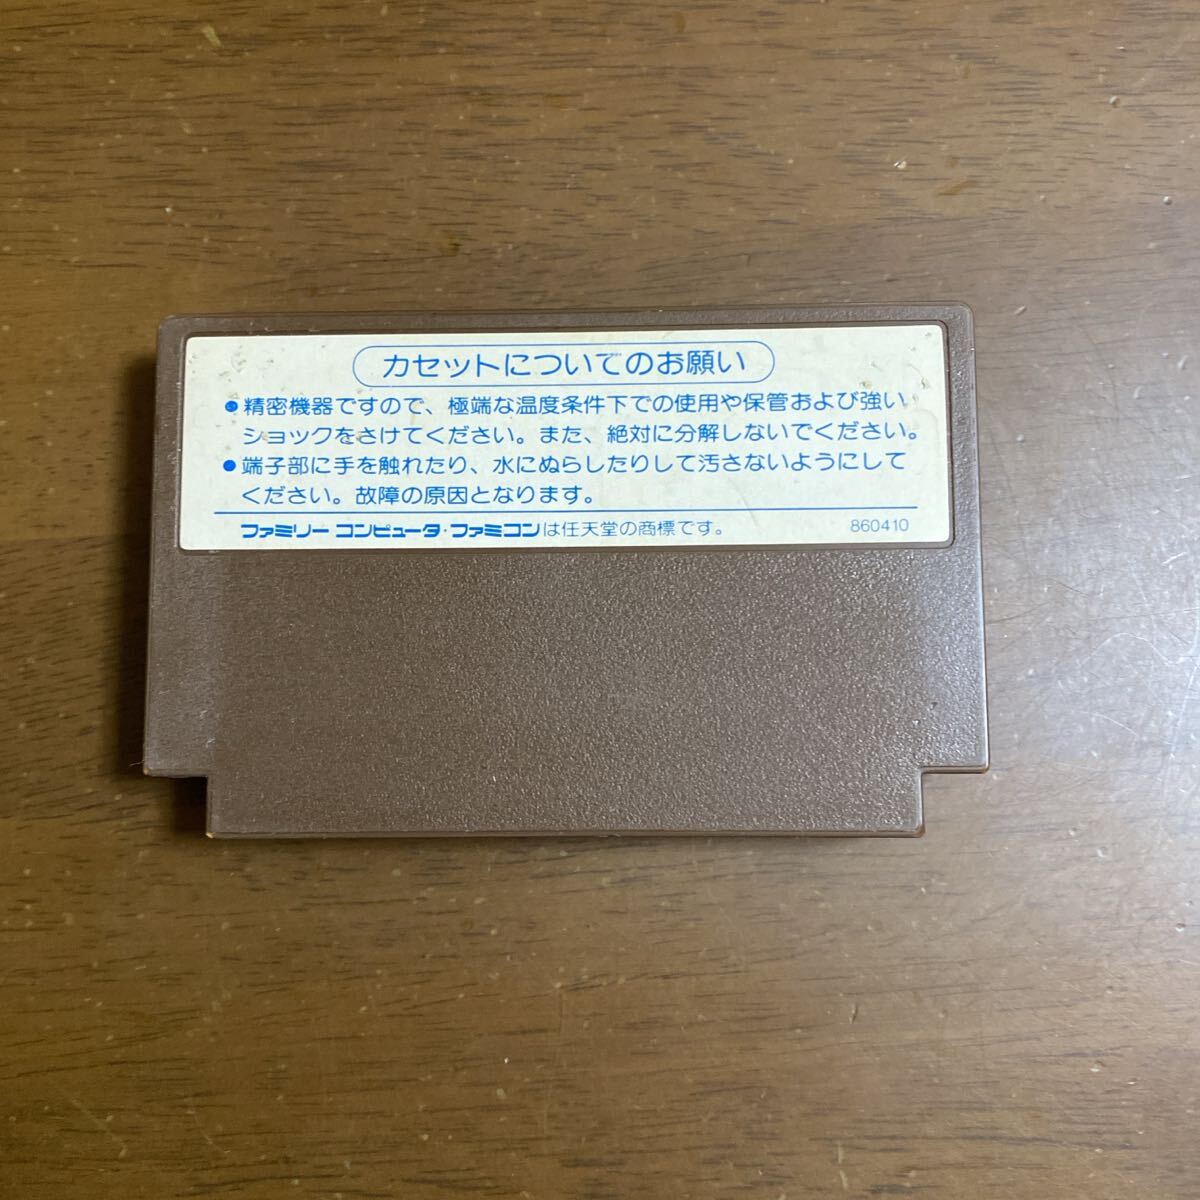 カセットについてのお願い
●精密機器ですので、極端な温度条件下での使用や保管および強い
ショックをさけてください。また、絶対に分解しないでください。
●端子部に手を触れたり、水にぬらしたりして汚さないようにして
ください。故障の原因となります。
ファミリー コンピュータ・ファミコンは任天堂の商標です。 860410